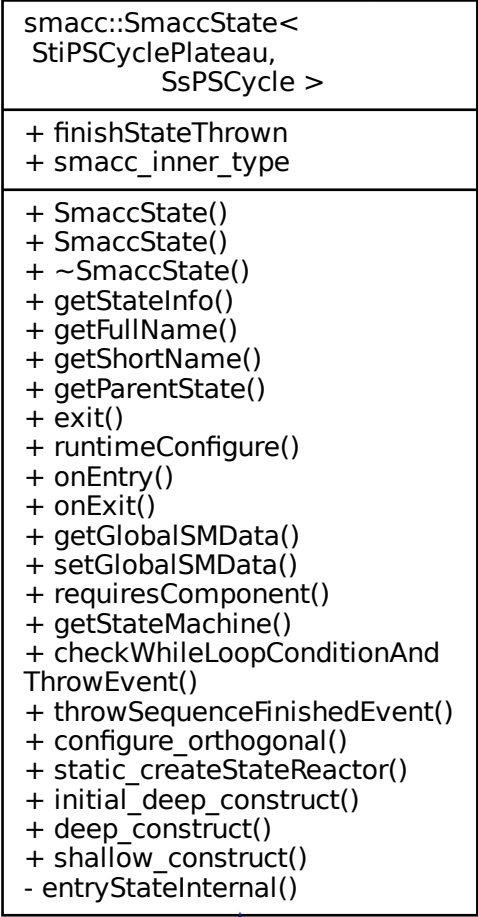 smacc::SmaccState<
StiPSCyclePlateau,
SsPSCycle >
+ finishStateThrown
+ smacc_inner_type
+ SmaccState()
+ SmaccState()
+ ~SmaccState()
+ getStateInfo()
+ getFullName()
+ getShortName()
+ getParentState()
+ exit()
+ runtimeConfigure()
+ onEntry()
+ onExit()
+ getGlobalSMData()
+ setGlobalSMData()
+ requiresComponent()
+ getStateMachine()
+ checkWhileLoopConditionAnd
ThrowEvent()
+ throwSequenceFinishedEvent()
+ configure_orthogonal()
+ static_createStateReactor()
+ initial_deep_construct()
+ deep_construct()
+ shallow_construct()
- entryStateInternal()